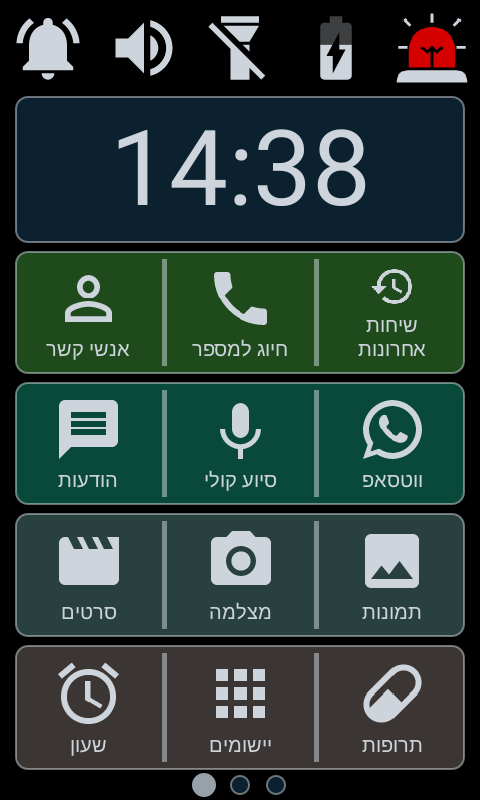 14:38
שיחות
אחרונות
חיוג למספר
אנשי קשר
ווטסאפ
סיוע קולי
הודעות
תמונות
מצלמה
סרטים
תרופות
יישומים
שעון